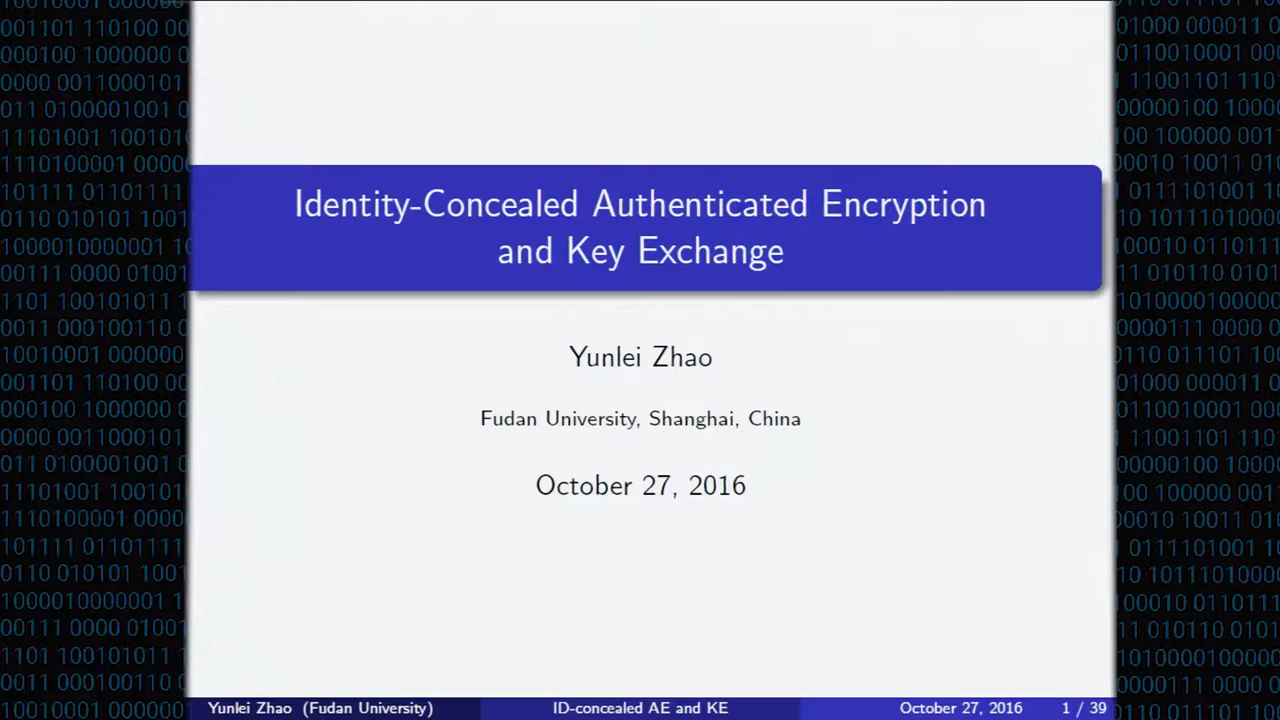 Identity-Concealed Authenticated Encryption
and Key Exchange
Yunlei Zhao
Fudan University, Shanghai, China
October 27, 2016
Yunlei Zhao (Fudan University) ID-concealed AE and KE October 27, 2016 1 / 39